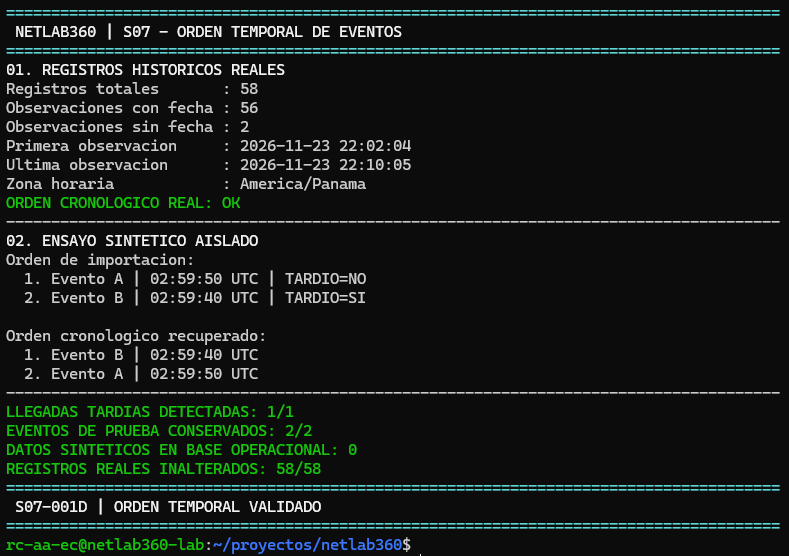 NETLAB360 | S07 - ORDEN TEMPORAL DE EVENTOS
01. REGISTROS HISTORICOS REALES
Registros totales : 58
Observaciones con fecha : 56
Observaciones sin fecha : 2
Primera observacion : 2026-11-23 22:02:04
Ultima observacion : 2026-11-23 22:10:05
Zona horaria : America/Panama
ORDEN CRONOLOGICO REAL: OK
02. ENSAYO SINTETICO AISLADO
Orden de importacion:
1. Evento A | 02:59:50 UTC | TARDIO=NO
2. Evento B | 02:59:40 UTC | TARDIO=SI
Orden cronologico recuperado:
1. Evento B | 02:59:40 UTC
2. Evento A | 02:59:50 UTC
LLEGADAS TARDIAS DETECTADAS: 1/1
EVENTOS DE PRUEBA CONSERVADOS: 2/2
DATOS SINTETICOS EN BASE OPERACIONAL: 0
REGISTROS REALES INALTERADOS: 58/58
S07-001D | ORDEN TEMPORAL VALIDADO
rc-aa-ec@netlab360-lab:~/proyectos/netlab360$